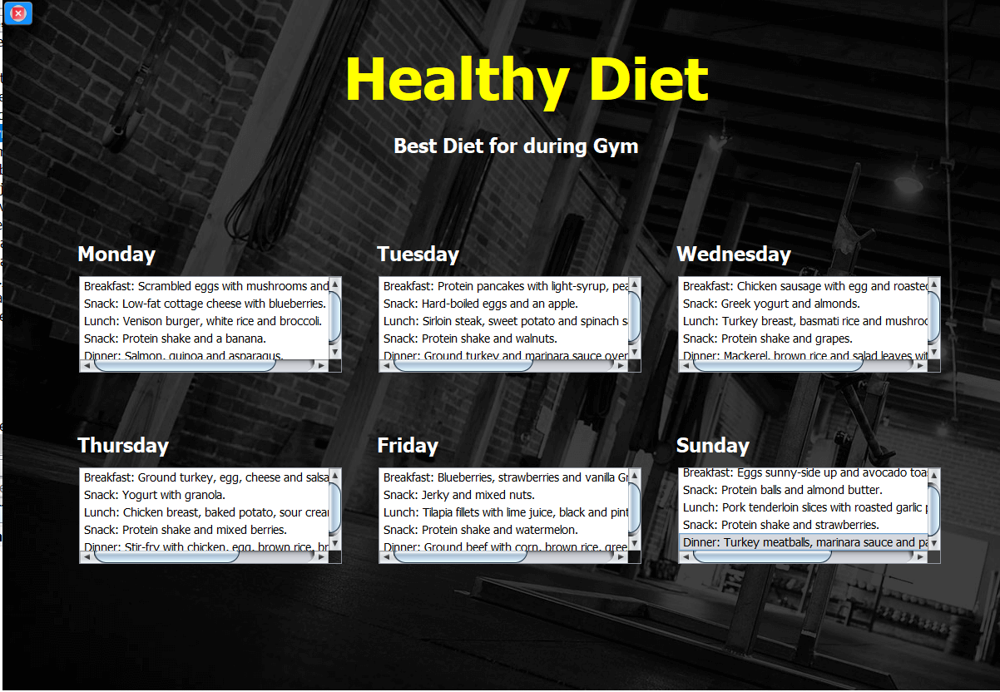 Healthy Diet
Best Diet for during Gym
Monday
Breakfast: Scrambled eggs with mushrooms and
Snack: Low-fat cottage cheese with blueberries.
Lunch: Venison burger, white rice and broccoli.
Snack: Protein shake and a banana.
Dinner: Salmon, quinoa and asparagus.
Tuesday
Breakfast: Protein pancakes with light-syrup,
Snack: Hard-boiled eggs and an apple.
Lunch: Sirloin steak, sweet potato and spinach
Snack: Protein shake and walnuts.
Dinner: Ground turkey and marinara sauce over
Wednesday
Breakfast: Chicken sausage with egg and roasted
Snack: Greek yogurt and almonds.
Lunch: Turkey breast, basmati rice and
Snack: Protein shake and grapes.
Dinner: Mackerel, brown rice and salad leaves
Thursday
Breakfast: Ground turkey, egg, cheese and salsa
Snack: Yogurt with granola.
Lunch: Chicken breast, baked potato, sour
Snack: Protein shake and mixed berries.
Dinner: Stir-fry with chicken, egg, brown rice,
Friday
Breakfast: Blueberries, strawberries and vanilla
Snack: Jerky and mixed nuts.
Lunch: Tilapia fillets with lime juice, black and
Snack: Protein shake and watermelon.
Dinner: Ground beef with corn, brown rice,
Sunday
Breakfast: Eggs sunny-side up and avocado
Snack: Protein balls and almond butter.
Lunch: Pork tenderloin slices with roasted garlic
Snack: Protein shake and strawberries.
Dinner: Turkey meatballs, marinara sauce and